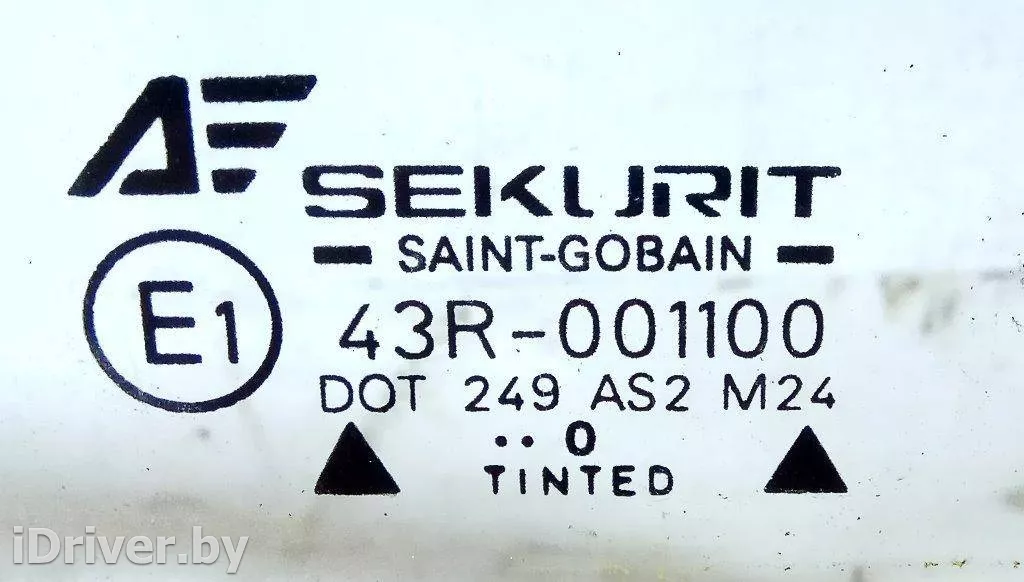 AF
SEKURIT
SAINT-GOBAIN
E1
43R-001100
DOT 249 AS2 M24
.. 0
TINTED
iDriver.by